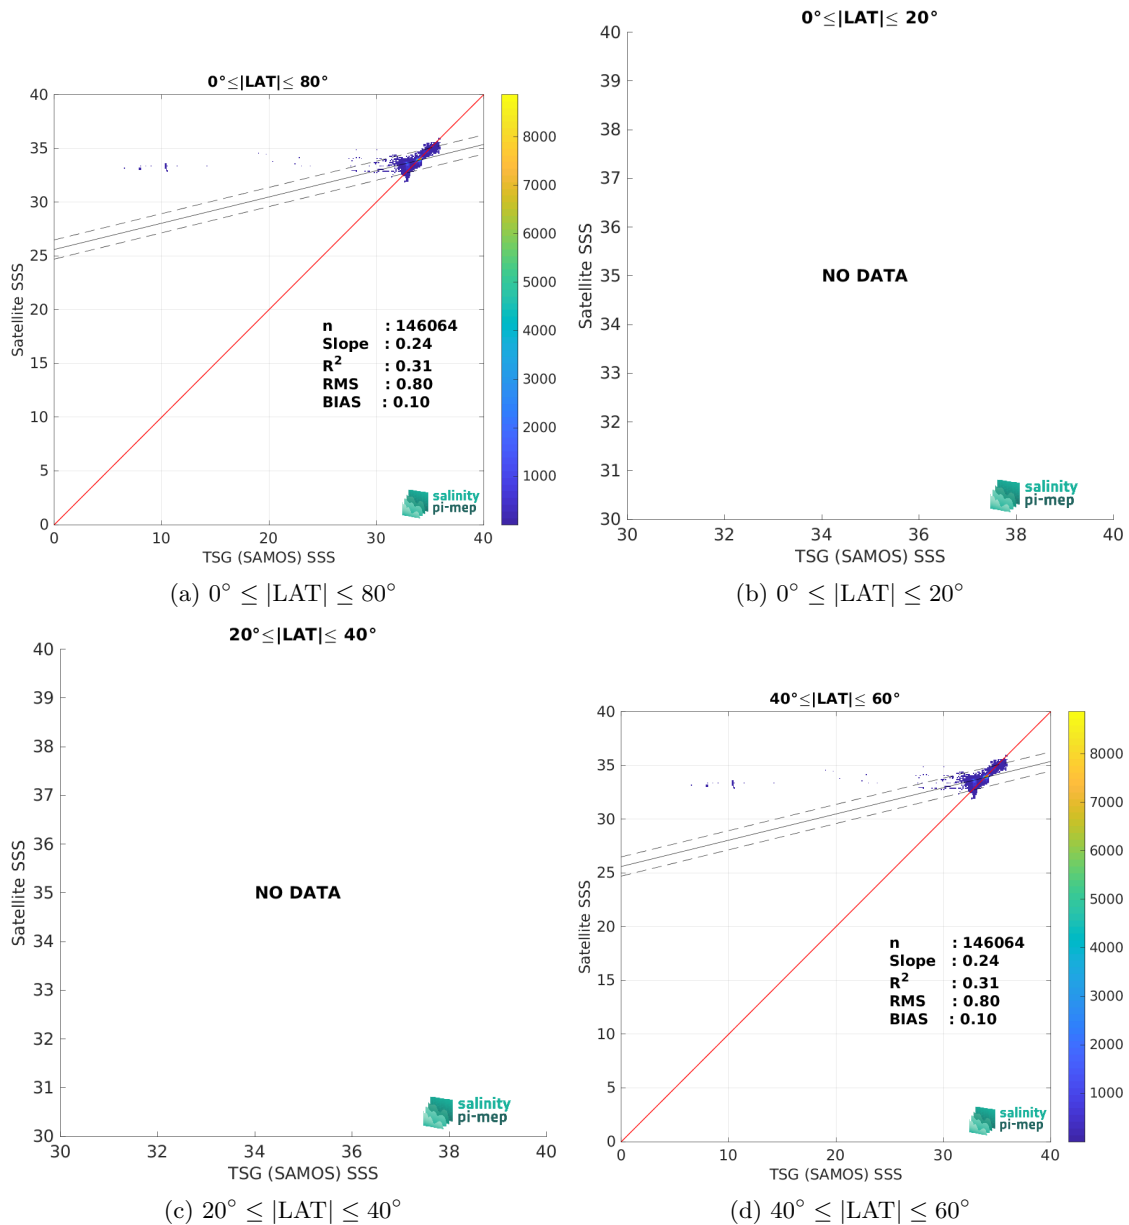 0°≤|LAT|≤ 80°
40
35
30
25
20
15
10
5
0
Satellite SSS
n : 146064
Slope : 0.24
R² : 0.31
RMS : 0.80
BIAS : 0.10
salinity
pi-mep
0 10 20 30 40
TSG (SAMOS) SSS
8000
7000
6000
5000
4000
3000
2000
1000
(a) 0° ≤ |LAT| ≤ 80°
0°≤|LAT|≤ 20°
40
39
38
37
36
35
34
33
32
31
30
Satellite SSS
NO DATA
salinity
pi-mep
30 32 34 36 38 40
TSG (SAMOS) SSS
(b) 0° ≤ |LAT| ≤ 20°
20°≤|LAT|≤ 40°
40
39
38
37
36
35
34
33
32
31
30
Satellite SSS
NO DATA
salinity
pi-mep
30 32 34 36 38 40
TSG (SAMOS) SSS
(c) 20° ≤ |LAT| ≤ 40°
40°≤|LAT|≤ 60°
40
35
30
25
20
15
10
5
0
Satellite SSS
n : 146064
Slope : 0.24
R² : 0.31
RMS : 0.80
BIAS : 0.10
salinity
pi-mep
0 10 20 30 40
TSG (SAMOS) SSS
8000
7000
6000
5000
4000
3000
2000
1000
(d) 40° ≤ |LAT| ≤ 60°